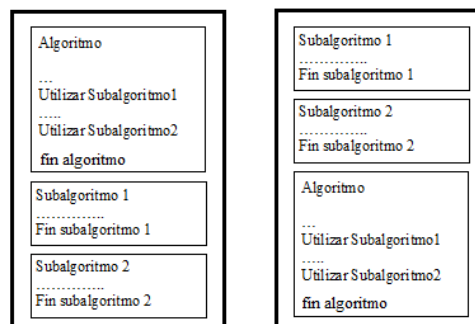 Algoritmo
...
Utilizar Subalgoritmo1
.....
Utilizar Subalgoritmo2
fin algoritmo
Subalgoritmo 1
..............
Fin subalgoritmo 1
Subalgoritmo 2
..............
Fin subalgoritmo 2
Subalgoritmo 1
..............
Fin subalgoritmo 1
Subalgoritmo 2
..............
Fin subalgoritmo 2
Algoritmo
...
Utilizar Subalgoritmo1
.....
Utilizar Subalgoritmo2
fin algoritmo